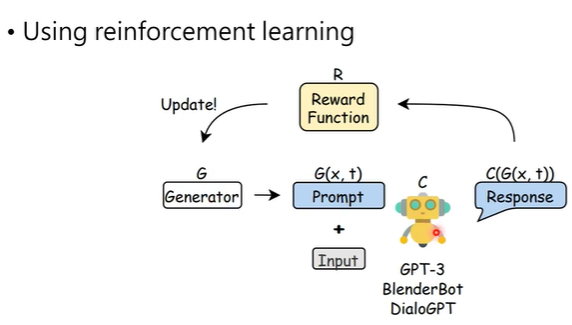 • Using reinforcement learning
R
Reward
Function
Update!
G
Generator
G(x, t)
Prompt
+
Input
C
C(G(x, t))
Response
GPT-3
BlenderBot
DialoGPT